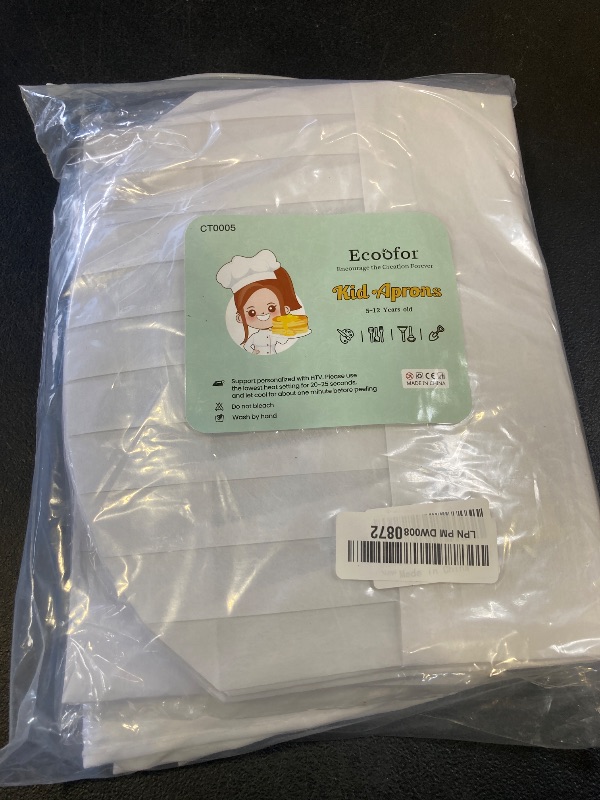 CT0005
Ecoofor
Encourage the Creation Forever
Kid Aprons
5-12 Years old
Support personalized with HTV. Please use
the lowest heat setting for 20-25 seconds,
and let cool for about one minute before peeling
Do not bleach
Wash by hand
CE
MADE IN CHINA
LPN PM DW0080872